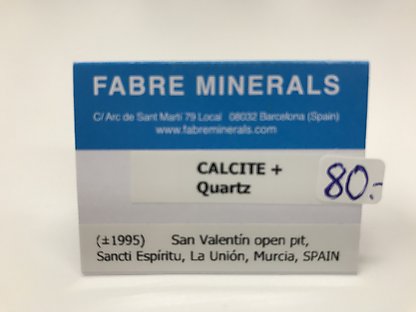 FABRE MINERALS
C/ Arc de Sant Martí 79 Local 08032 Barcelona (Spain)
www.fabreminerals.com
CALCITE +
Quartz
80.-
(±1995) San Valentín open pit,
Sancti Espíritu, La Unión, Murcia, SPAIN